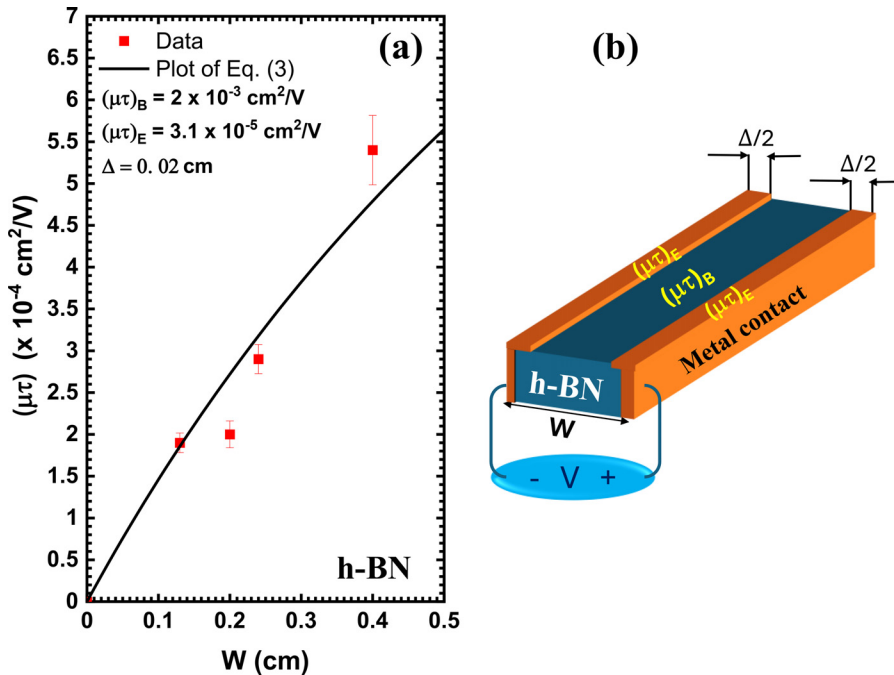 (a)
Data
Plot of Eq. (3)
(μτ)B = 2 x 10-3 cm2/V
(μτ)E = 3.1 x 10-5 cm2/V
Δ = 0.02 cm
7
6.5
6
5.5
5
4.5
4
3.5
3
2.5
2
1.5
1
0.5
0
(μτ) (x 10-4 cm2/V)
h-BN
0
0.1
0.2
0.3
0.4
0.5
W (cm)
(b)
Δ/2
Δ/2
(μτ)E
(μτ)B
(μτ)E
Metal contact
h-BN
W
- V +